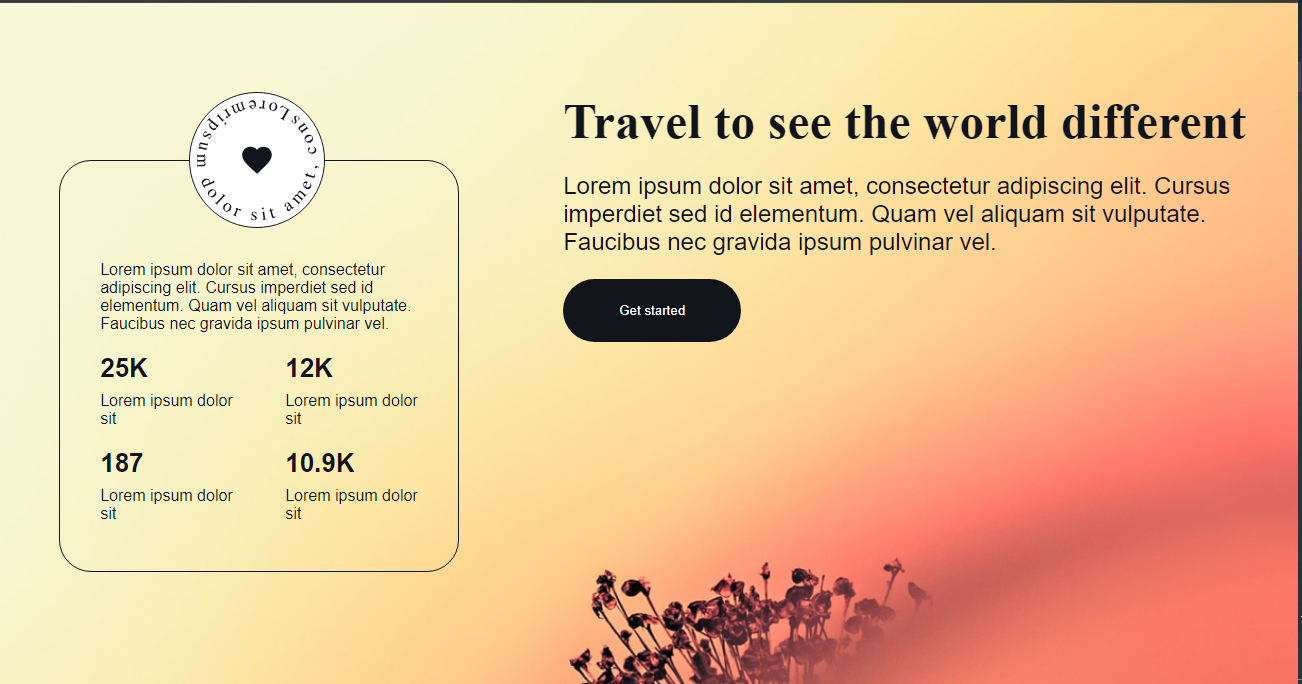 Loremipsum dolor sit amet, cons
Lorem ipsum dolor sit amet, consectetur
adipiscing elit. Cursus imperdiet sed id
elementum. Quam vel aliquam sit vulputate.
Faucibus nec gravida ipsum pulvinar vel.
25K
Lorem ipsum dolor
sit
12K
Lorem ipsum dolor
sit
187
Lorem ipsum dolor
sit
10.9K
Lorem ipsum dolor
sit
Travel to see the world different
Lorem ipsum dolor sit amet, consectetur adipiscing elit. Cursus
imperdiet sed id elementum. Quam vel aliquam sit vulputate.
Faucibus nec gravida ipsum pulvinar vel.
Get started